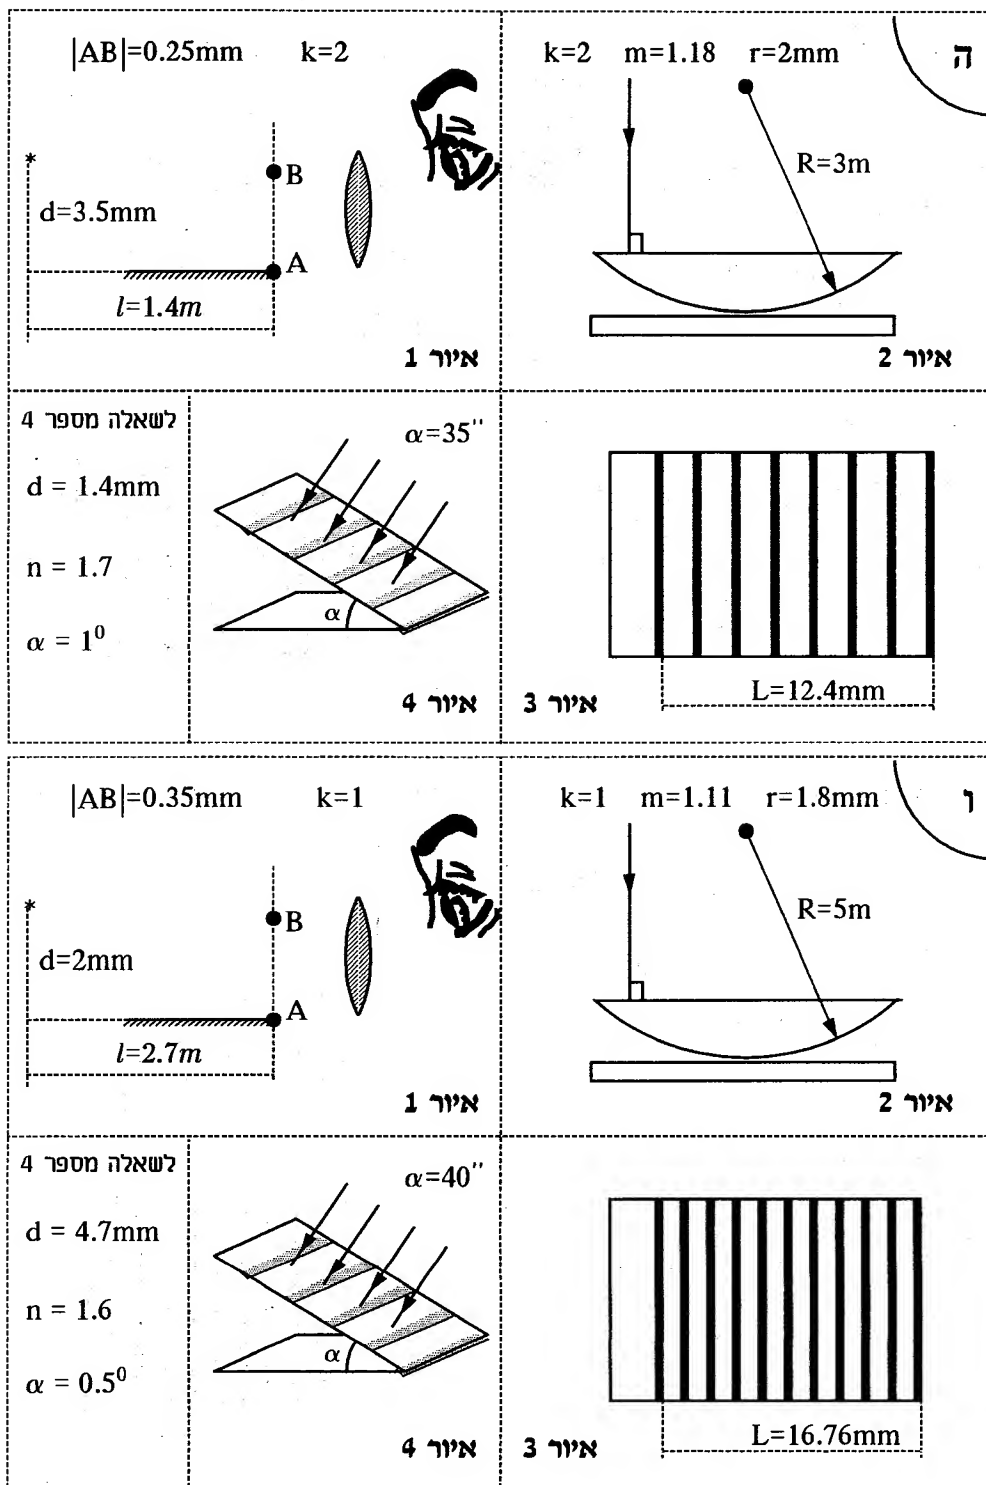 ה
|AB|=0.25mm k=2
k=2 m=1.18 r=2mm
B
d=3.5mm
A
l=1.4m
איור 1
R=3m
איור 2
לשאלה מספר 4
d = 1.4mm
n = 1.7
α = 1⁰
α=35''
α
איור 4
L=12.4mm
איור 3
ו
|AB|=0.35mm k=1
k=1 m=1.11 r=1.8mm
B
d=2mm
A
l=2.7m
איור 1
R=5m
איור 2
לשאלה מספר 4
d = 4.7mm
n = 1.6
α = 0.5⁰
α=40''
α
איור 4
L=16.76mm
איור 3